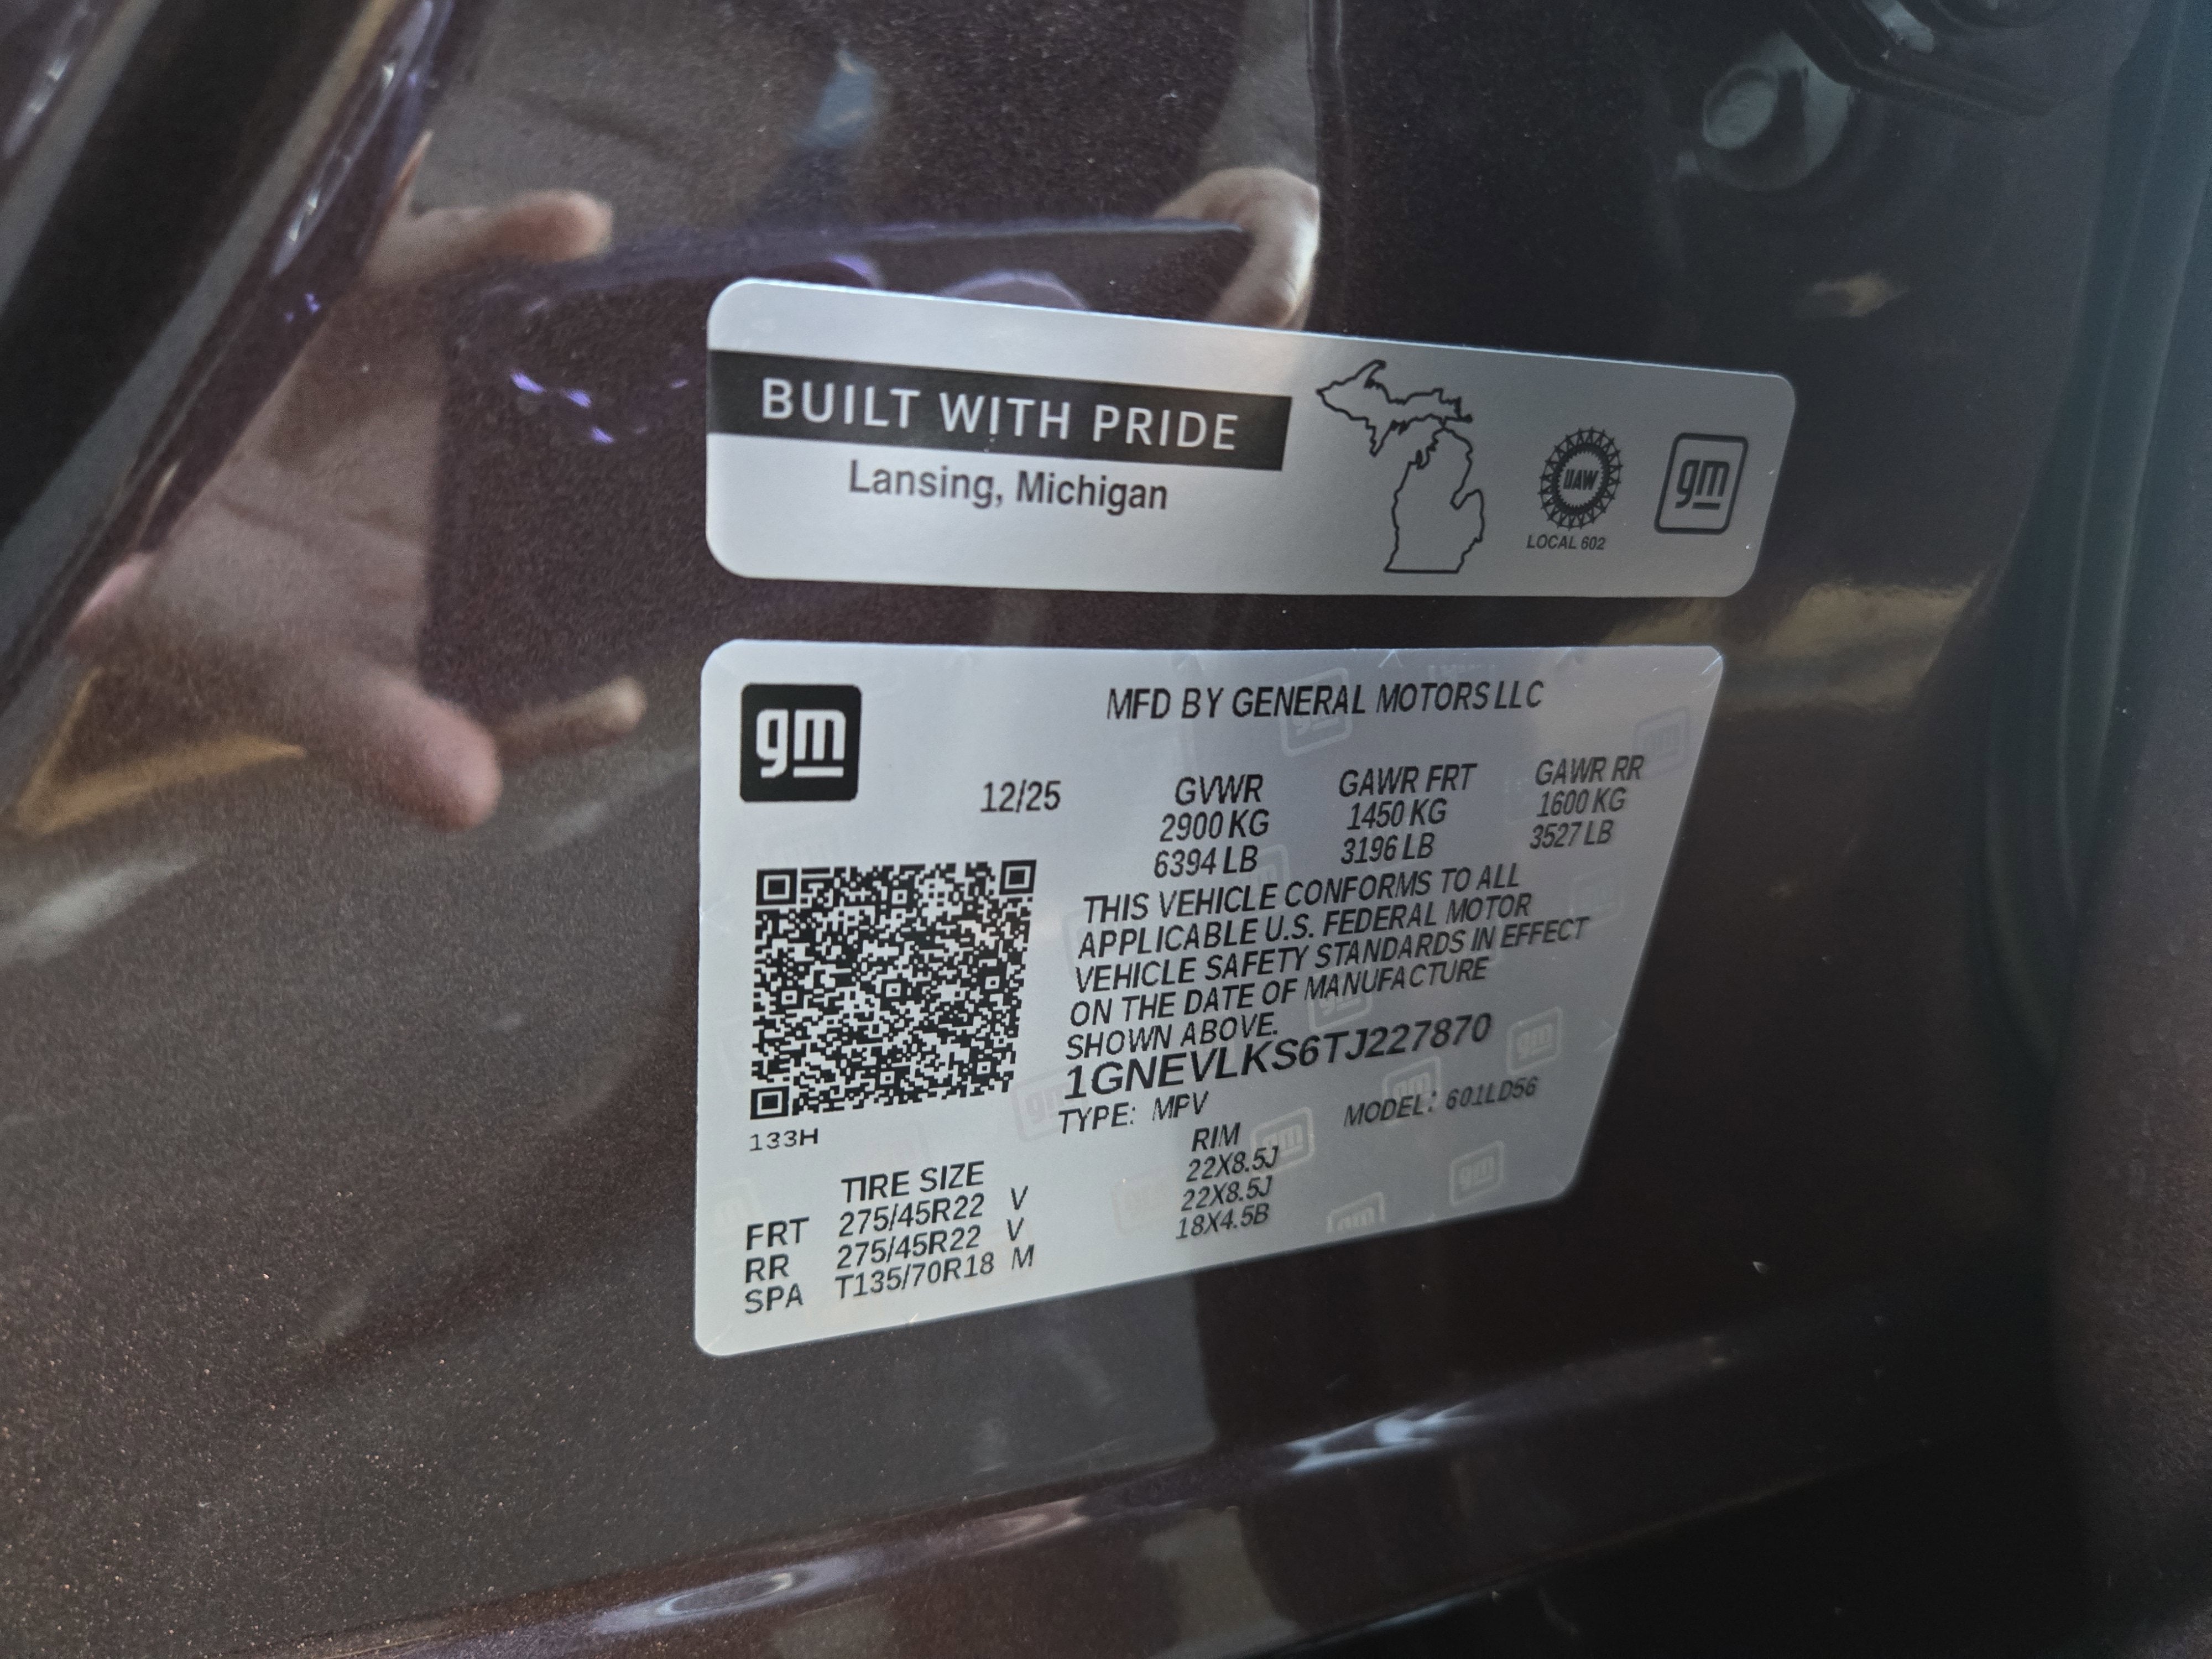 BUILT WITH PRIDE
Lansing, Michigan
UAW
LOCAL 602
gm
gm
MFD BY GENERAL MOTORS LLC
12/25
GVWR GAWR FRT GAWR RR
2900 KG 1450 KG 1600 KG
6394 LB 3196 LB 3527 LB
THIS VEHICLE CONFORMS TO ALL
APPLICABLE U.S. FEDERAL MOTOR
VEHICLE SAFETY STANDARDS IN EFFECT
ON THE DATE OF MANUFACTURE
SHOWN ABOVE.
1GNEVLKS6TJ227870
TYPE: MPV MODEL: 601LD56
133H
TIRE SIZE RIM
FRT 275/45R22 V 22X8.5J
RR 275/45R22 V 22X8.5J
SPA T135/70R18 M 18X4.5B